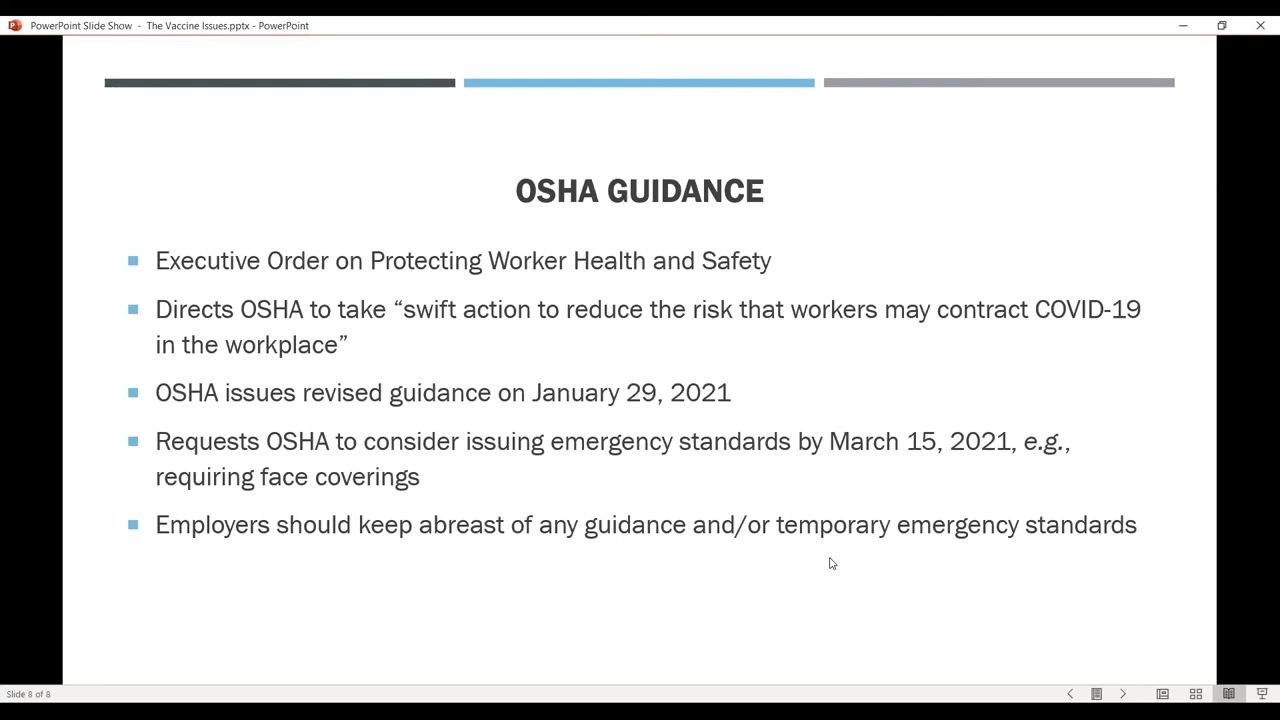 PowerPoint Slide Show - The Vaccine Issues.pptx - PowerPoint
OSHA GUIDANCE
Executive Order on Protecting Worker Health and Safety
Directs OSHA to take “swift action to reduce the risk that workers may contract COVID-19
in the workplace”
OSHA issues revised guidance on January 29, 2021
Requests OSHA to consider issuing emergency standards by March 15, 2021, e.g.,
requiring face coverings
Employers should keep abreast of any guidance and/or temporary emergency standards
Slide 8 of 8